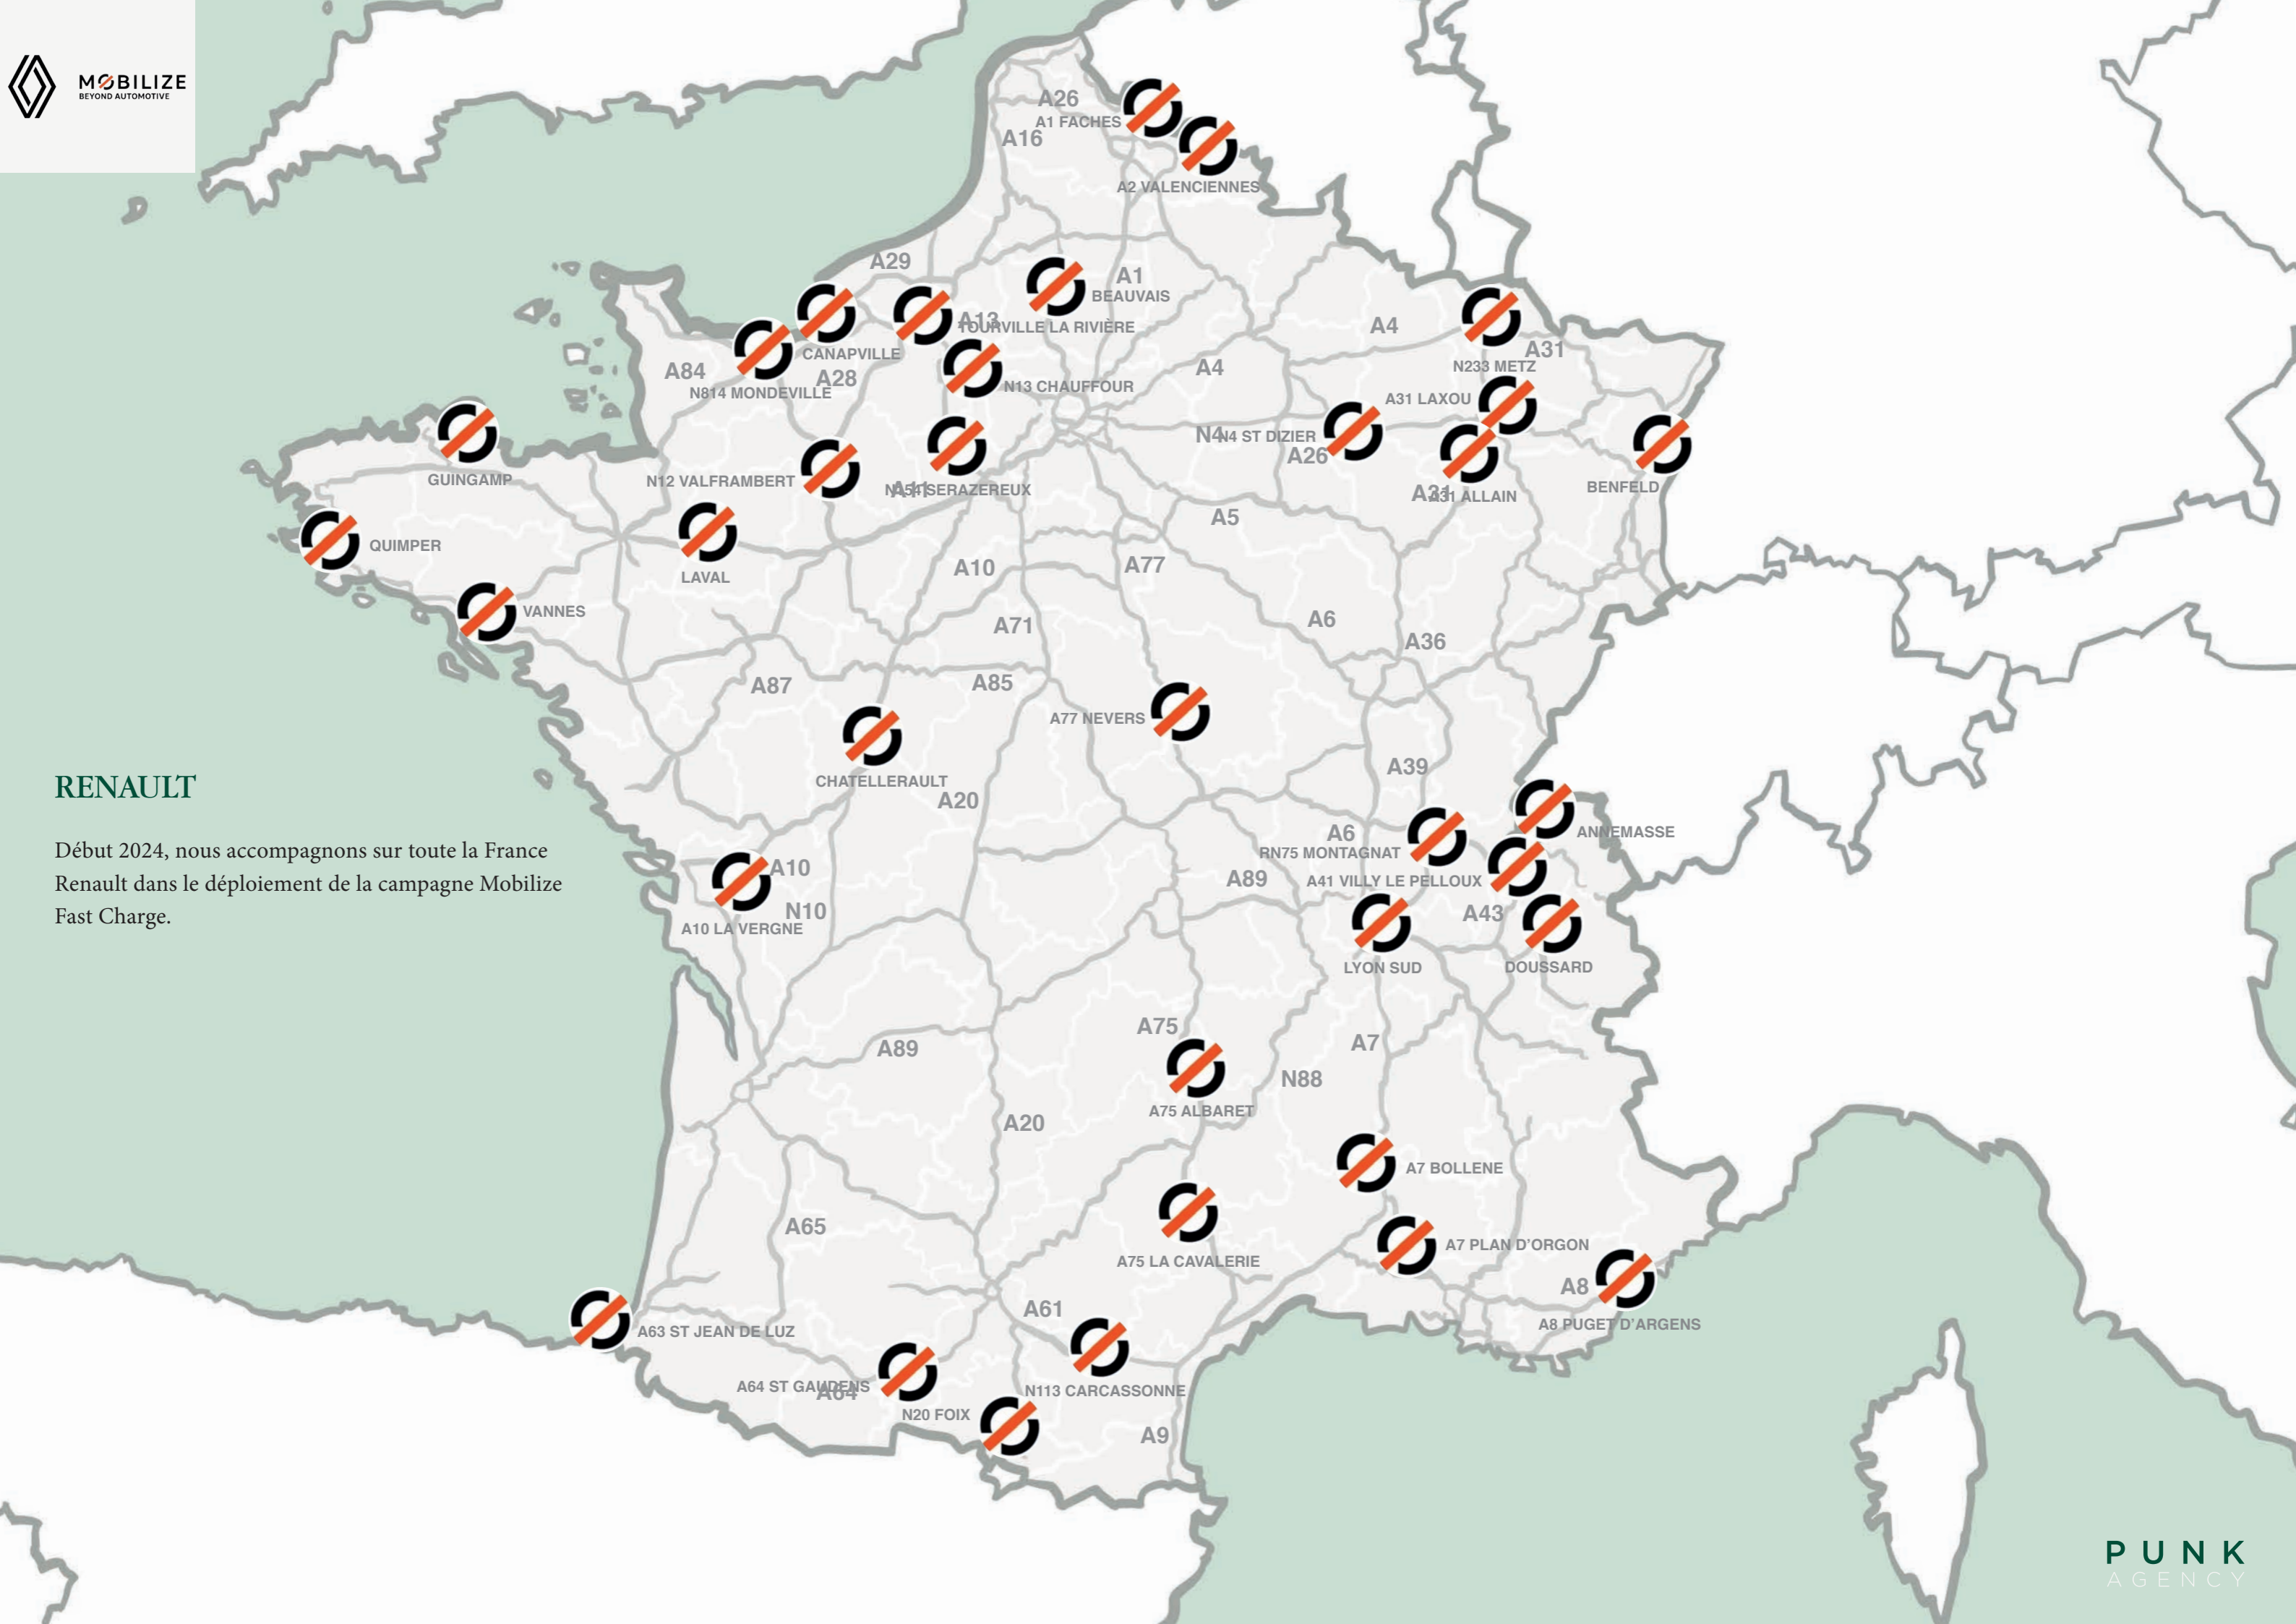 MOBILIZE
BEYOND AUTOMOTIVE
A26
A1 FACHES
A16
A2 VALENCIENNES
A29
A1
BEAUVAIS
A13
TOURVILLE LA RIVIÈRE
A4
A31
N233 METZ
CANAPVILLE
A84
A28
N814 MONDEVILLE
N13 CHAUFFOUR
A4
A31 LAXOU
N4
N4 ST DIZIER
A26
GUINGAMP
N12 VALFRAMBERT
A11
SERAZEREUX
A31
A31 ALLAIN
BENFELD
QUIMPER
A5
LAVAL
A10
A77
VANNES
A71
A6
A36
A87
A85
A77 NEVERS
CHATELLERAULT
A20
A39
RENAULT
Début 2024, nous accompagnons sur toute la France
Renault dans le déploiement de la campagne Mobilize
Fast Charge.
A6
ANNEMASSE
RN75 MONTAGNAT
A10
A89
A41 VILLY LE PELLOUX
N10
A43
A10 LA VERGNE
LYON SUD
DOUSSARD
A75
A89
A7
N88
A75 ALBARET
A20
A7 BOLLENE
A65
A7 PLAN D'ORGON
A75 LA CAVALERIE
A8
A61
A63 ST JEAN DE LUZ
A8 PUGET D'ARGENS
A64 ST GAUDENS
A64
N113 CARCASSONNE
N20 FOIX
A9
PUNK
AGENCY